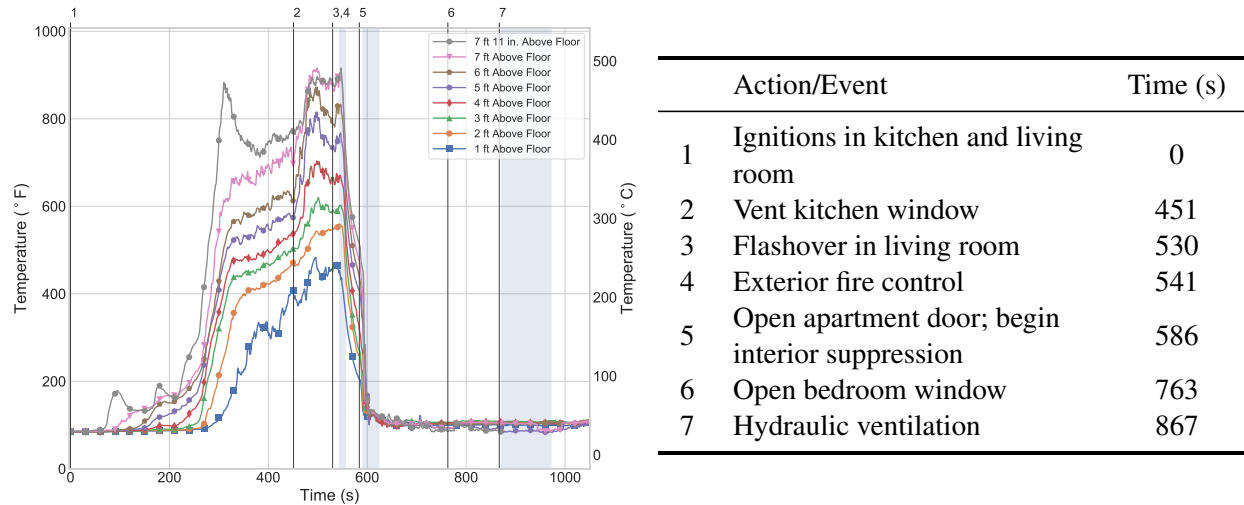 1 2 3,4 5 6 7
1000
800
600
400
200
0
Temperature (° F)
500
400
300
200
100
0
Temperature (° C)
0 200 400 600 800 1000
Time (s)
7 ft 11 in. Above Floor
7 ft Above Floor
6 ft Above Floor
5 ft Above Floor
4 ft Above Floor
3 ft Above Floor
2 ft Above Floor
1 ft Above Floor
Action/Event Time (s)
1 Ignitions in kitchen and living 0
room
2 Vent kitchen window 451
3 Flashover in living room 530
4 Exterior fire control 541
5 Open apartment door; begin 586
interior suppression
6 Open bedroom window 763
7 Hydraulic ventilation 867